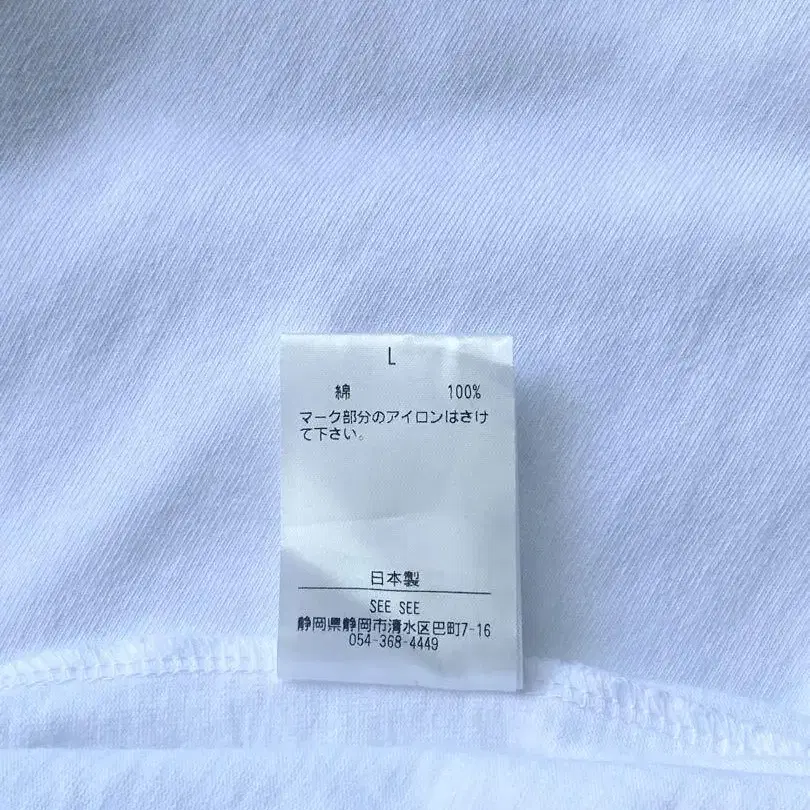 L
綿 100%
マーク部分のアイロンはさけ
て下さい。
日本製
SEE SEE
静岡県静岡市清水区巴町7-16
054-368-4449